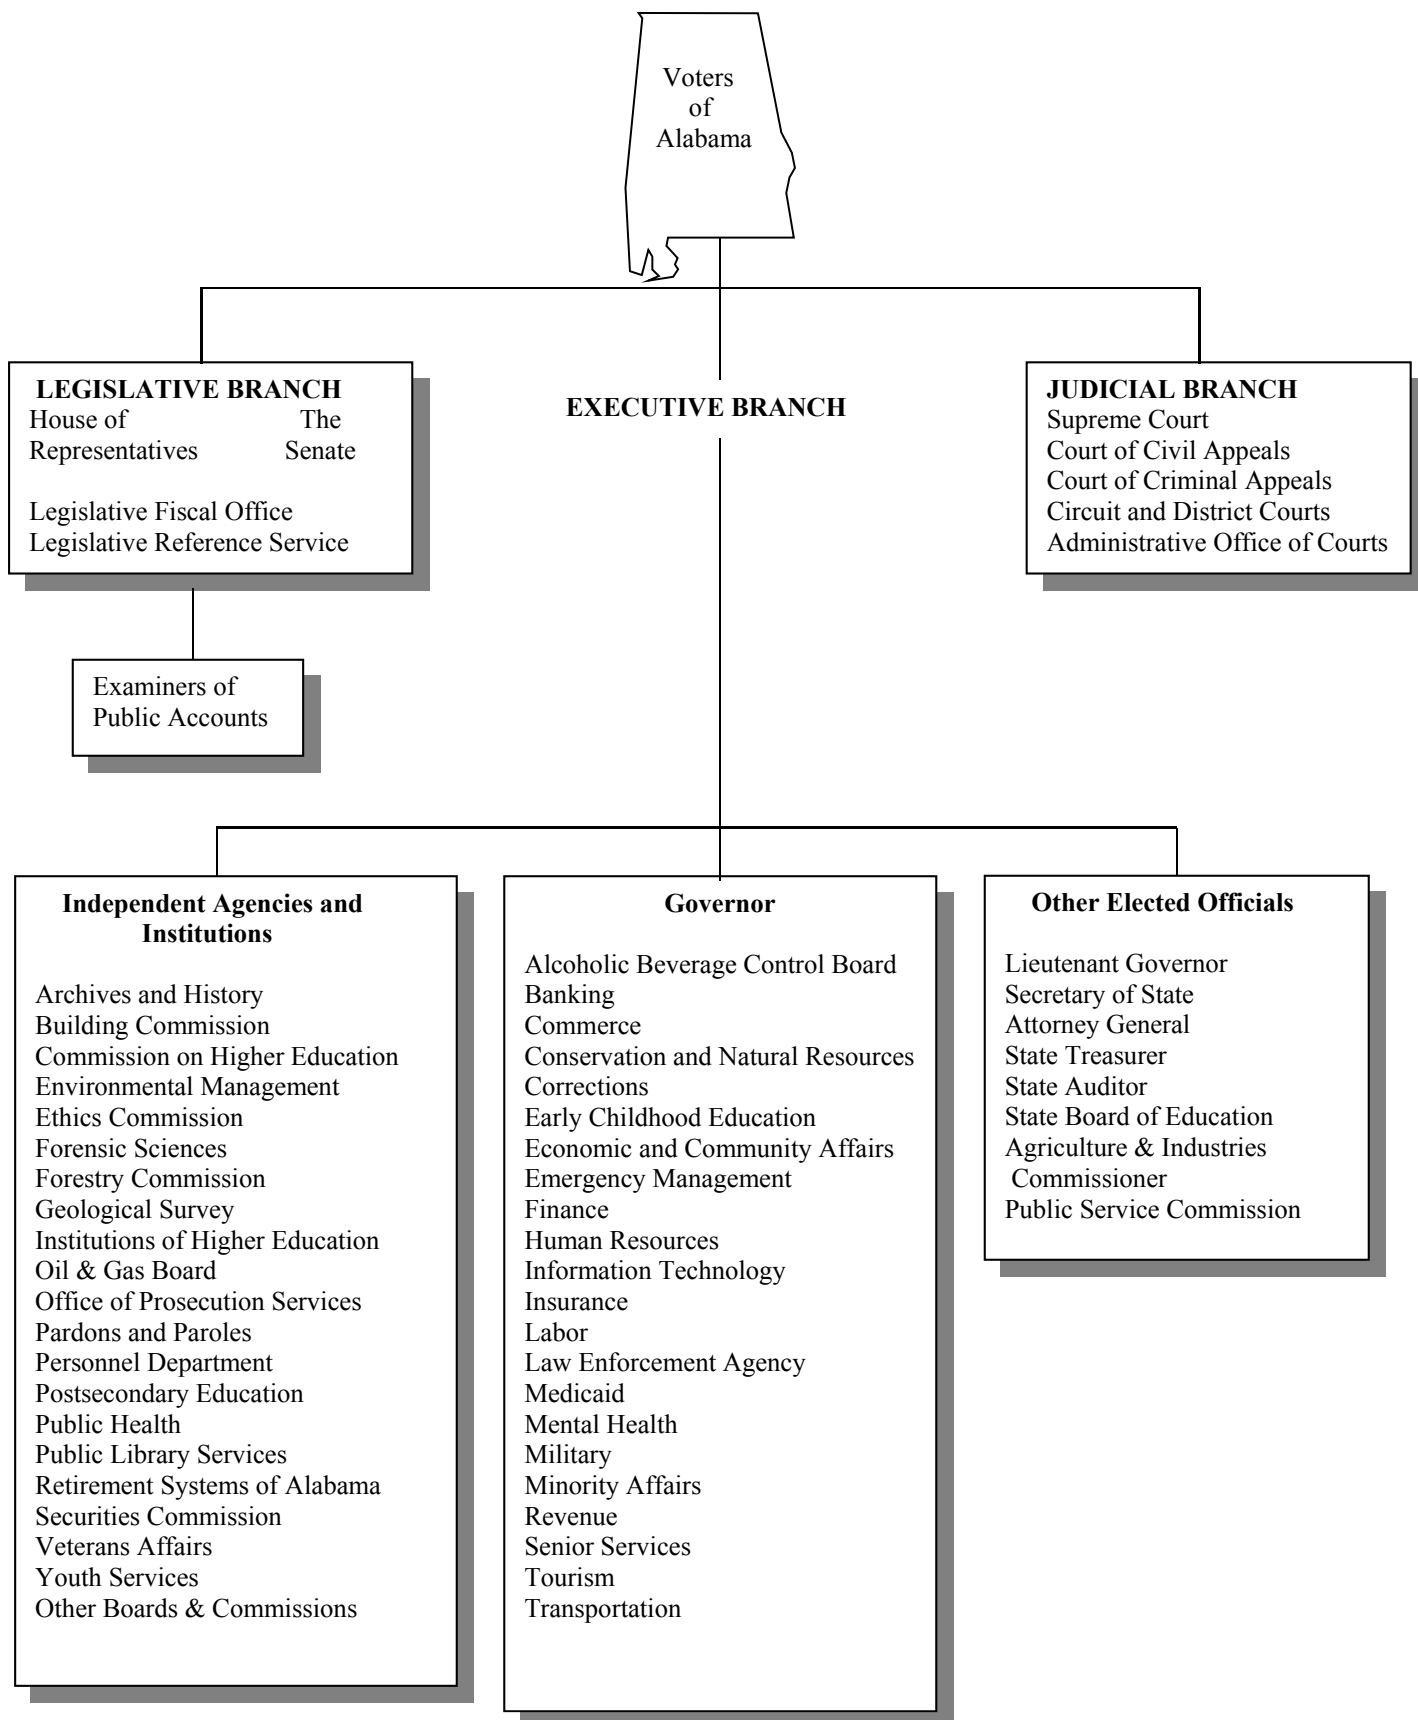 Voters
of
Alabama
LEGISLATIVE BRANCH
House of The
Representatives Senate
Legislative Fiscal Office
Legislative Reference Service
EXECUTIVE BRANCH
JUDICIAL BRANCH
Supreme Court
Court of Civil Appeals
Court of Criminal Appeals
Circuit and District Courts
Administrative Office of Courts
Examiners of
Public Accounts
Independent Agencies and
Institutions
Archives and History
Building Commission
Commission on Higher Education
Environmental Management
Ethics Commission
Forensic Sciences
Forestry Commission
Geological Survey
Institutions of Higher Education
Oil & Gas Board
Office of Prosecution Services
Pardons and Paroles
Personnel Department
Postsecondary Education
Public Health
Public Library Services
Retirement Systems of Alabama
Securities Commission
Veterans Affairs
Youth Services
Other Boards & Commissions
Governor
Alcoholic Beverage Control Board
Banking
Commerce
Conservation and Natural Resources
Corrections
Early Childhood Education
Economic and Community Affairs
Emergency Management
Finance
Human Resources
Information Technology
Insurance
Labor
Law Enforcement Agency
Medicaid
Mental Health
Military
Minority Affairs
Revenue
Senior Services
Tourism
Transportation
Other Elected Officials
Lieutenant Governor
Secretary of State
Attorney General
State Treasurer
State Auditor
State Board of Education
Agriculture & Industries
Commissioner
Public Service Commission